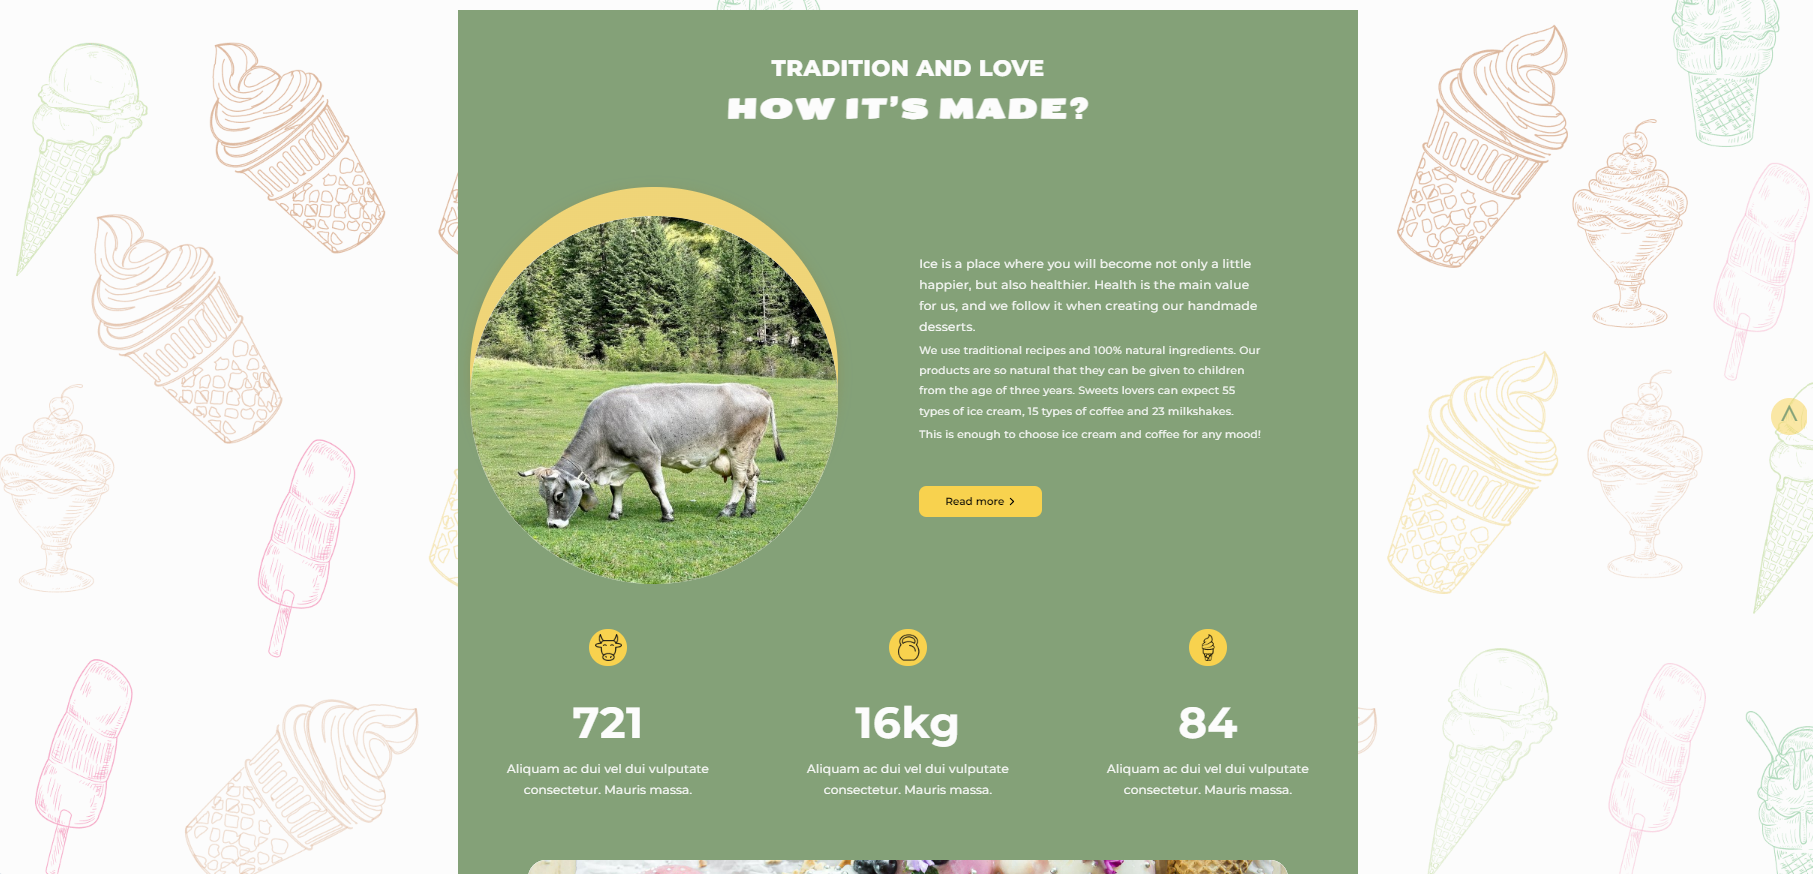 TRADITION AND LOVE
HOW IT'S MADE?
Ice is a place where you will become not only a little
happier, but also healthier. Health is the main value
for us, and we follow it when creating our handmade
desserts.
We use traditional recipes and 100% natural ingredients. Our
products are so natural that they can be given to children
from the age of three years. Sweets lovers can expect 55
types of ice cream, 15 types of coffee and 23 milkshakes.
This is enough to choose ice cream and coffee for any mood!
Read more >
721
16kg
84
Aliquam ac dui vel dui vulputate
consectetur. Mauris massa.
Aliquam ac dui vel dui vulputate
consectetur. Mauris massa.
Aliquam ac dui vel dui vulputate
consectetur. Mauris massa.